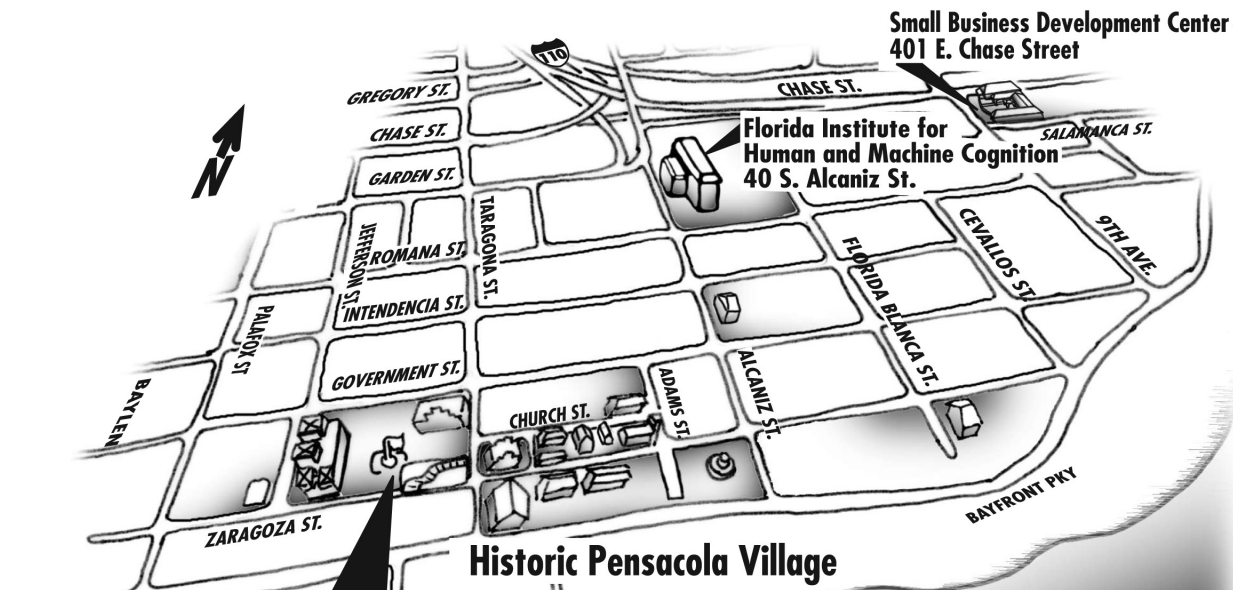 Small Business Development Center
401 E. Chase Street
110
GREGORY ST.
CHASE ST.
CHASE ST.
Florida Institute for
Human and Machine Cognition
40 S. Alcaniz St.
SALAMANCA ST.
N
GARDEN ST.
TARAGONA ST.
JEFFERSON ST.
ROMANA ST.
CEVALLOS ST.
9TH AVE.
FLORIDA BLANCA ST.
INTENDENCIA ST.
PALAFOX ST
GOVERNMENT ST.
BAYLEN
ADAMS ST.
ALCANIZ ST.
CHURCH ST.
ZARAGOZA ST.
BAYFRONT PKY
Historic Pensacola Village